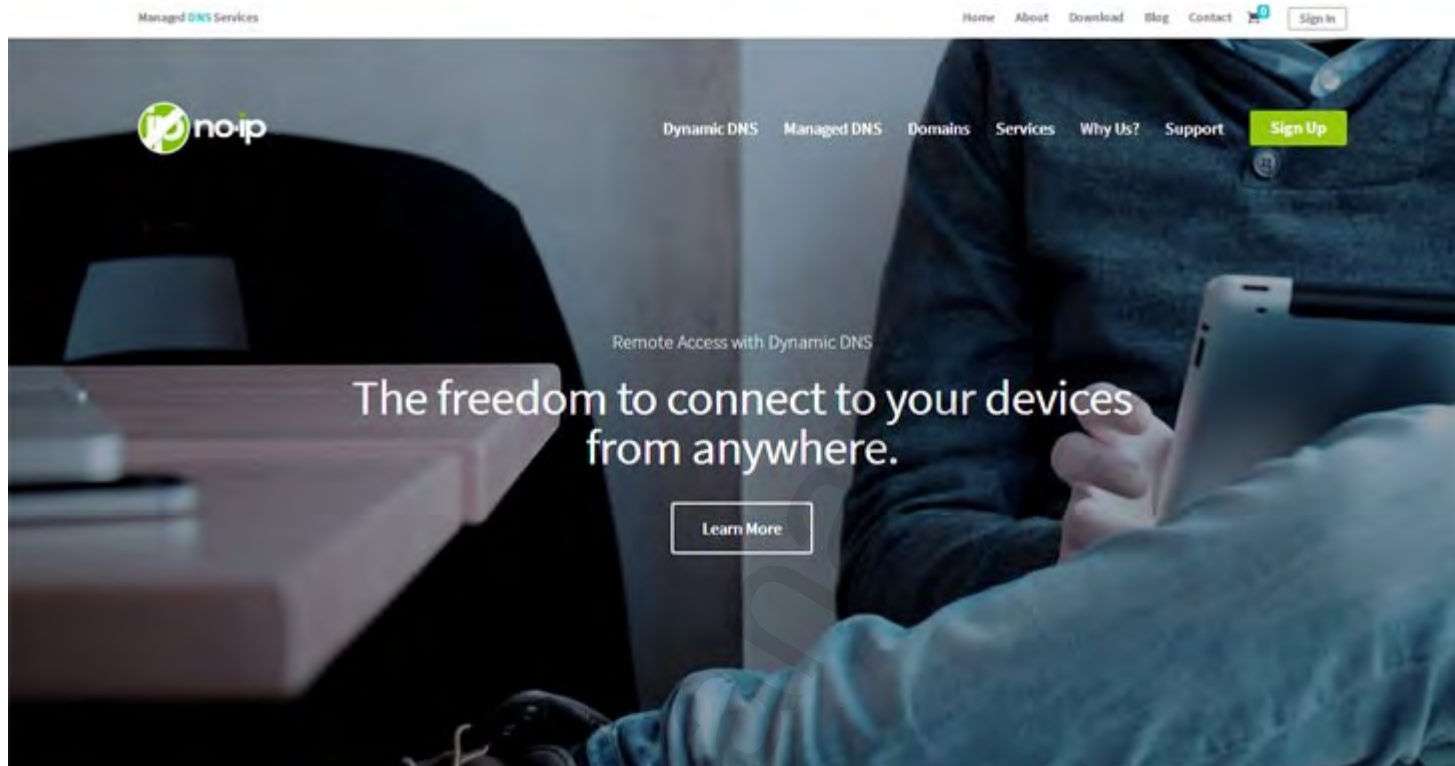 Managed DNS Services
Home About Download Blog Contact 0 Sign In
no-ip
Dynamic DNS Managed DNS Domains Services Why Us? Support Sign Up
Remote Access with Dynamic DNS
The freedom to connect to your devices
from anywhere.
Learn More